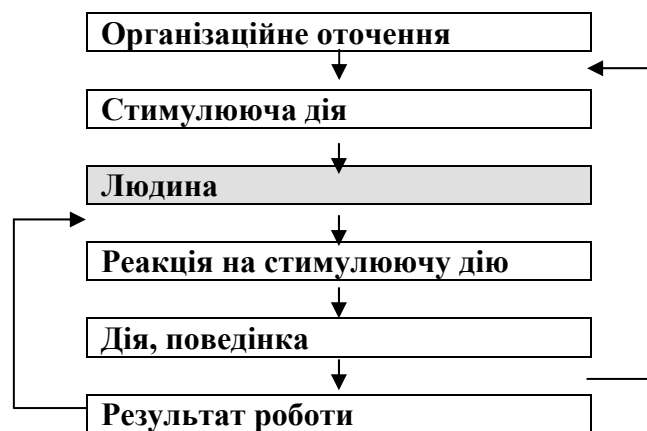 Організаційне оточення
Стимулююча дія
Людина
Реакція на стимулюючу дію
Дія, поведінка
Результат роботи